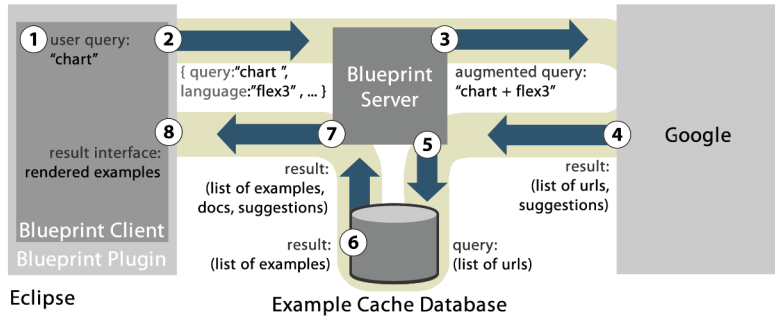 1
user query:
“chart”
2
{ query:“chart ”,
language:”flex3” , ... }
Blueprint
Server
3
augmented query:
“chart + flex3”
4
Google
result:
(list of urls,
suggestions)
5
query:
(list of urls)
6
result:
(list of examples)
7
result:
(list of examples,
docs, suggestions)
8
result interface:
rendered examples
Blueprint Client
Blueprint Plugin
Eclipse
Example Cache Database